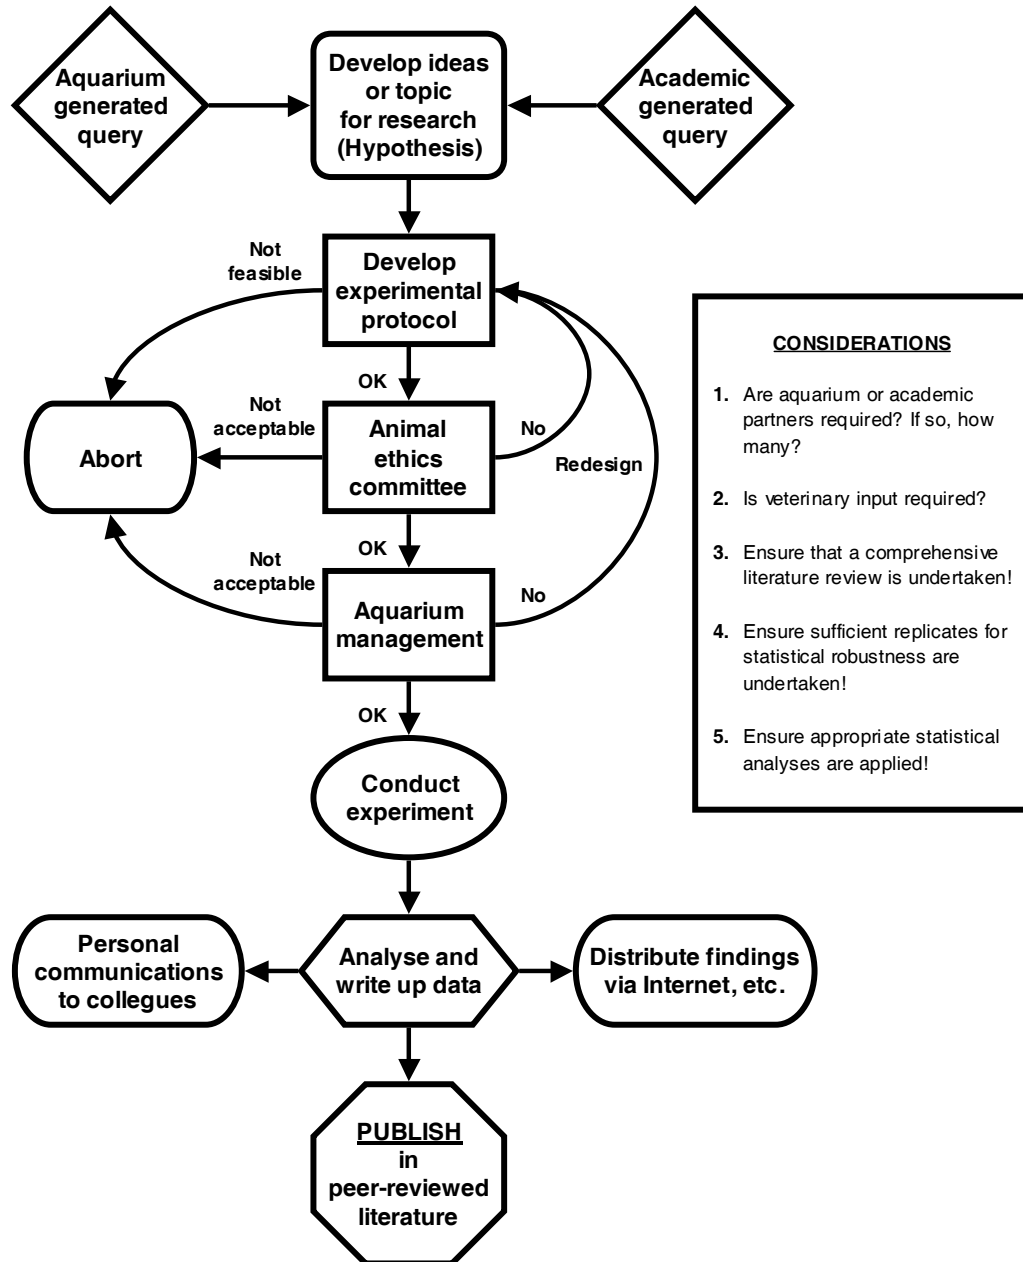 Aquarium
generated
query
Develop ideas
or topic
for research
(Hypothesis)
Academic
generated
query
Not
feasible
Develop
experimental
protocol
OK
Not
acceptable
Abort
Animal
ethics
committee
No
Redesign
OK
Not
acceptable
Aquarium
management
No
OK
Conduct
experiment
Personal
communications
to collegues
Analyse and
write up data
Distribute findings
via Internet, etc.
PUBLISH
in
peer-reviewed
literature
CONSIDERATIONS
1. Are aquarium or academic
partners required? If so, how
many?
2. Is veterinary input required?
3. Ensure that a comprehensive
literature review is undertaken!
4. Ensure sufficient replicates for
statistical robustness are
undertaken!
5. Ensure appropriate statistical
analyses are applied!